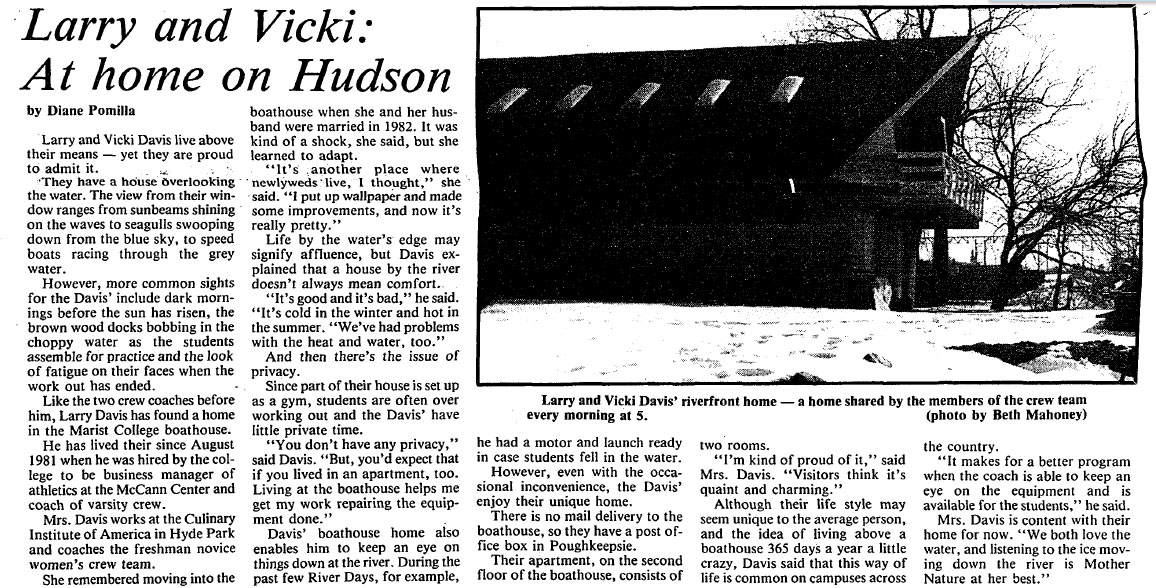 Larry and Vicki:
At home on Hudson
by Diane Pomilla
Larry and Vicki Davis live above
their means — yet they are proud
to admit it.
They have a house overlooking
the water. The view from their win-
dow ranges from sunbeams shining
on the waves to seagulls swooping
down from the blue sky, to speed
boats racing through the grey
water.
However, more common sights
for the Davis' include dark morn-
ings before the sun has risen, the
brown wood docks bobbing in the
choppy water as the students
assemble for practice and the look
of fatigue on their faces when the
work out has ended.
Like the two crew coaches before
him, Larry Davis has found a home
in the Marist College boathouse.
He has lived their since August
1981 when he was hired by the col-
lege to be business manager of
athletics at the McCann Center and
coach of varsity crew.
Mrs. Davis works at the Culinary
Institute of America in Hyde Park
and coaches the freshman novice
women's crew team.
She remembered moving into the
boathouse when she and her hus-
band were married in 1982. It was
kind of a shock, she said, but she
learned to adapt.
"It's another place where
newlyweds live, I thought," she
said. "I put up wallpaper and made
some improvements, and now it's
really pretty."
Life by the water's edge may
signify affluence, but Davis ex-
plained that a house by the river
doesn't always mean comfort.
"It's good and it's bad," he said.
"It's cold in the winter and hot in
the summer. "We've had problems
with the heat and water, too."
And then there's the issue of
privacy.
Since part of their house is set up
as a gym, students are often over
working out and the Davis' have
little private time.
"You don't have any privacy,"
said Davis. "But, you'd expect that
if you lived in an apartment, too.
Living at the boathouse helps me
get my work repairing the equip-
ment done."
Davis' boathouse home also
enables him to keep an eye on
things down at the river. During the
past few River Days, for example,
Larry and Vicki Davis' riverfront home — a home shared by the members of the crew team
every morning at 5. (photo by Beth Mahoney)
he had a motor and launch ready
in case students fell in the water.
However, even with the occa-
sional inconvenience, the Davis'
enjoy their unique home.
There is no mail delivery to the
boathouse, so they have a post of-
fice box in Poughkeepsie.
Their apartment, on the second
floor of the boathouse, consists of
two rooms.
"I'm kind of proud of it," said
Mrs. Davis. "Visitors think it's
quaint and charming."
Although their life style may
seem unique to the average person,
and the idea of living above a
boathouse 365 days a year a little
crazy, Davis said that this way of
life is common on campuses across
the country.
"It makes for a better program
when the coach is able to keep an
eye on the equipment and is
available for the students," he said.
Mrs. Davis is content with their
home for now. "We both love the
water, and listening to the ice mov-
ing down the river is Mother
Nature at her best."